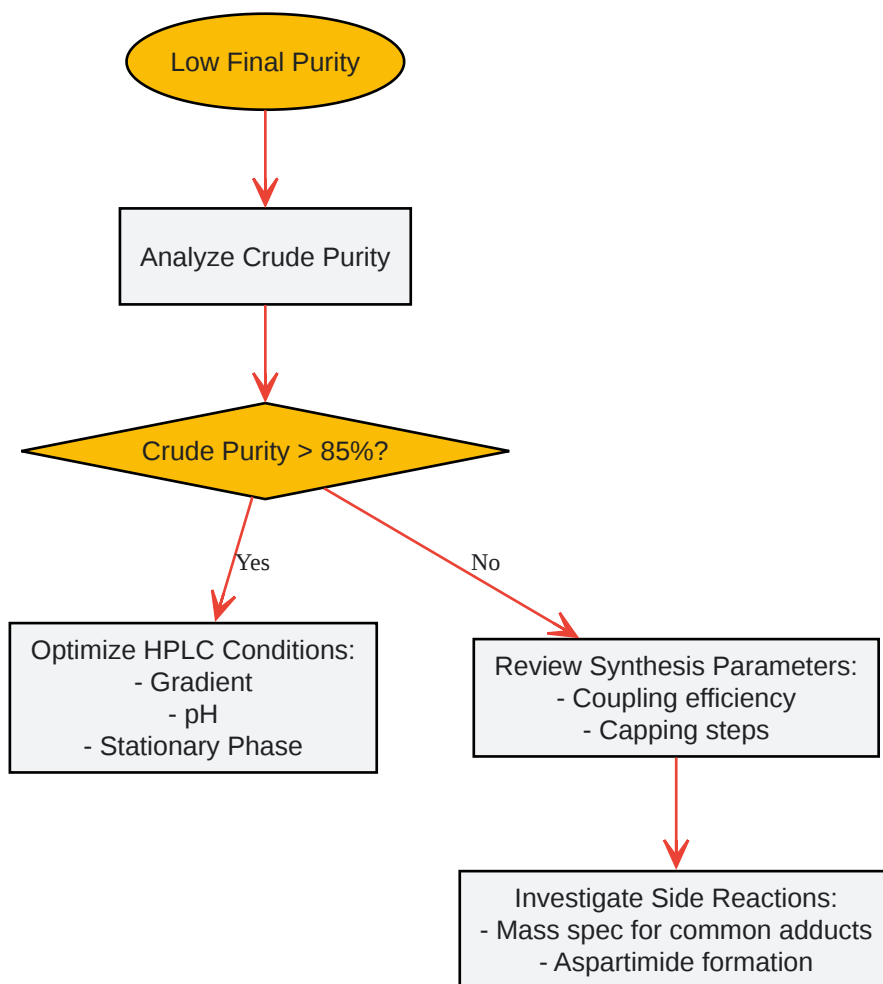 Low Final Purity
Analyze Crude Purity
Crude Purity > 85%?
Yes
No
Optimize HPLC Conditions:
- Gradient
- pH
- Stationary Phase
Review Synthesis Parameters:
- Coupling efficiency
- Capping steps
Investigate Side Reactions:
- Mass spec for common adducts
- Aspartimide formation